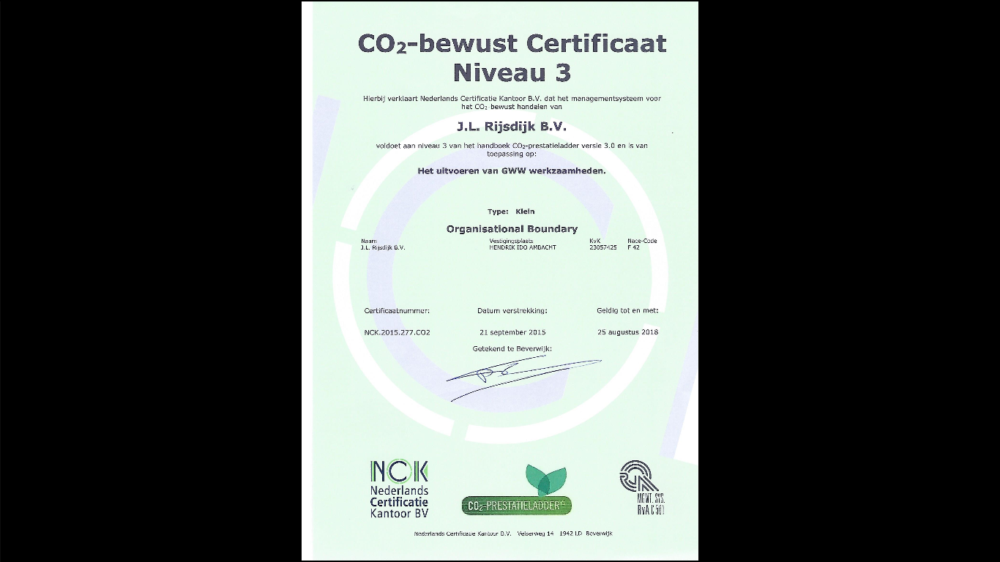 CO₂-bewust Certificaat
Niveau 3
Hierbij verklaart Nederlands Certificatie Kantoor B.V. dat het managementsysteem voor
het CO₂-bewust handelen van
J.L. Rijsdijk B.V.
voldoet aan niveau 3 van het handboek CO₂-prestatieladder versie 3.0 en is van
toepassing op:
Het uitvoeren van GWW werkzaamheden.
Type: Klein
Organisational Boundary
Naam Vestigingsplaats KvK Nace-Code
J.L. Rijsdijk B.V. HENDRIK IDO AMBACHT 23057425 F 42
Certificaatnummer: Datum verstrekking: Geldig tot en met:
NCK.2015.277.CO2 21 september 2015 25 augustus 2018
Getekend te Beverwijk:
NCK
Nederlands
Certificatie
Kantoor BV
CO₂-PRESTATIELADDER
MGMT. SYS.
RvA C 501
Nederlands Certificatie Kantoor B.V. Velserweg 14 1942 LD Beverwijk